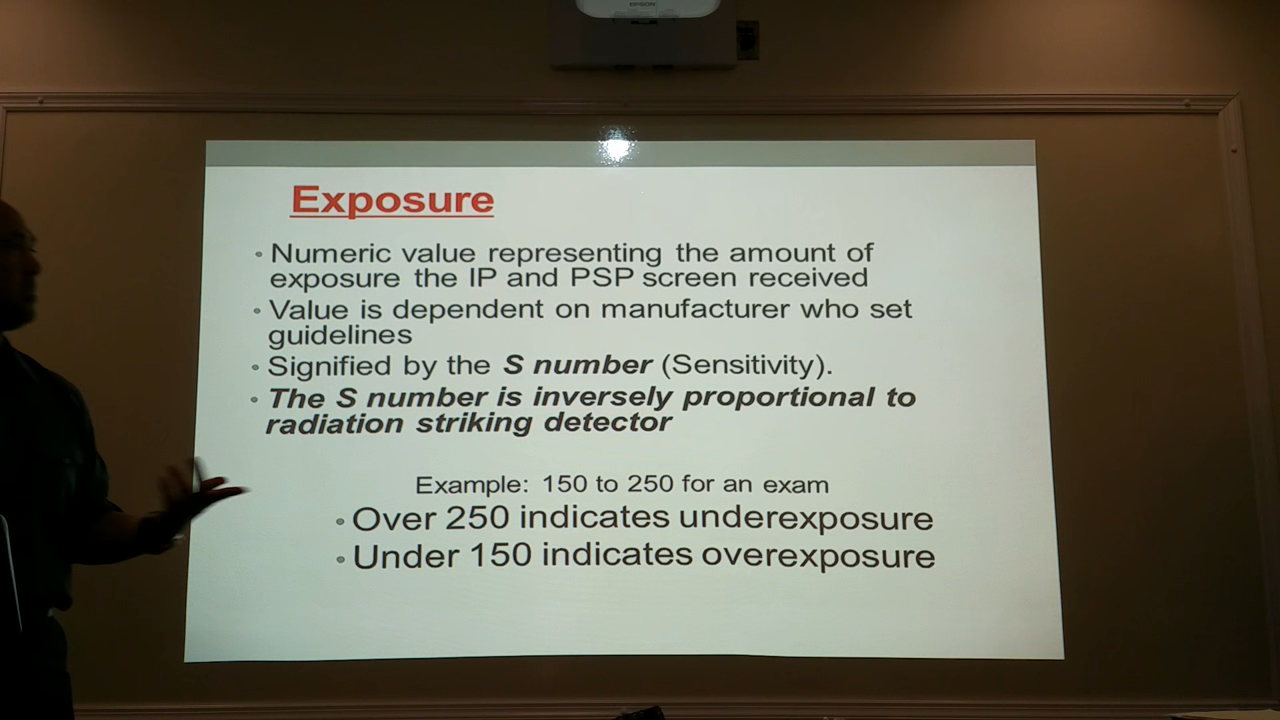 EPSON
Exposure
• Numeric value representing the amount of
exposure the IP and PSP screen received
• Value is dependent on manufacturer who set
guidelines
• Signified by the S number (Sensitivity).
• The S number is inversely proportional to
radiation striking detector
Example: 150 to 250 for an exam
• Over 250 indicates underexposure
• Under 150 indicates overexposure